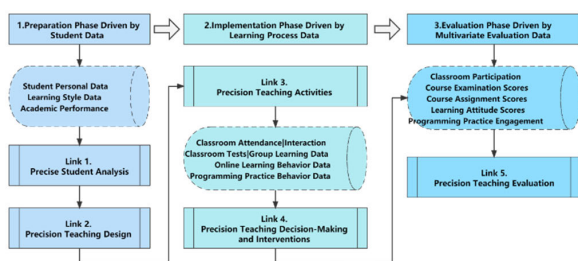 1.Preparation Phase Driven by
Student Data
Student Personal Data
Learning Style Data
Academic Performance
Link 1.
Precise Student Analysis
Link 2.
Precision Teaching Design
2.Implementation Phase Driven by
Learning Process Data
Link 3.
Precision Teaching Activities
Classroom Attendance|Interaction
Classroom Tests|Group Learning Data
Online Learning Behavior Data
Programming Practice Behavior Data
Link 4.
Precision Teaching Decision-Making
and Interventions
3.Evaluation Phase Driven by
Multivariate Evaluation Data
Classroom Participation
Course Examination Scores
Course Assignment Scores
Learning Attitude Scores
Programming Practice Engagement
Link 5.
Precision Teaching Evaluation